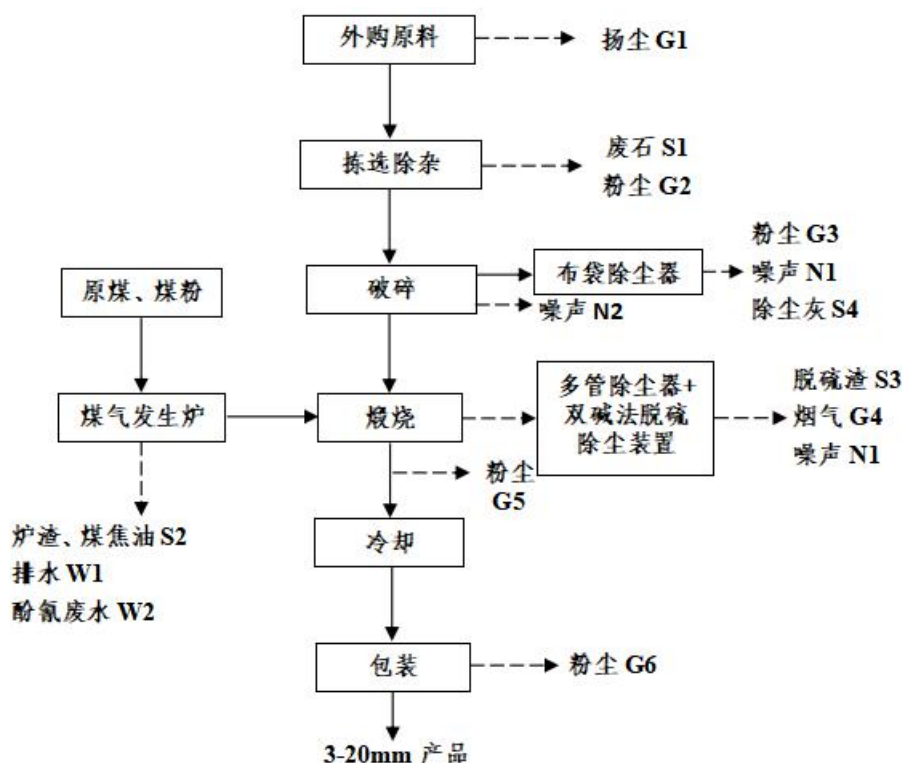 外购原料
扬尘 G1
拣选除杂
废石 S1
粉尘 G2
破碎
噪声 N2
布袋除尘器
粉尘 G3
噪声 N1
除尘灰 S4
原煤、煤粉
煤气发生炉
煅烧
多管除尘器+
双碱法脱硫
除尘装置
脱硫渣 S3
烟气 G4
噪声 N1
粉尘
G5
炉渣、煤焦油 S2
排水 W1
酚氰废水 W2
冷却
包装
粉尘 G6
3-20mm 产品